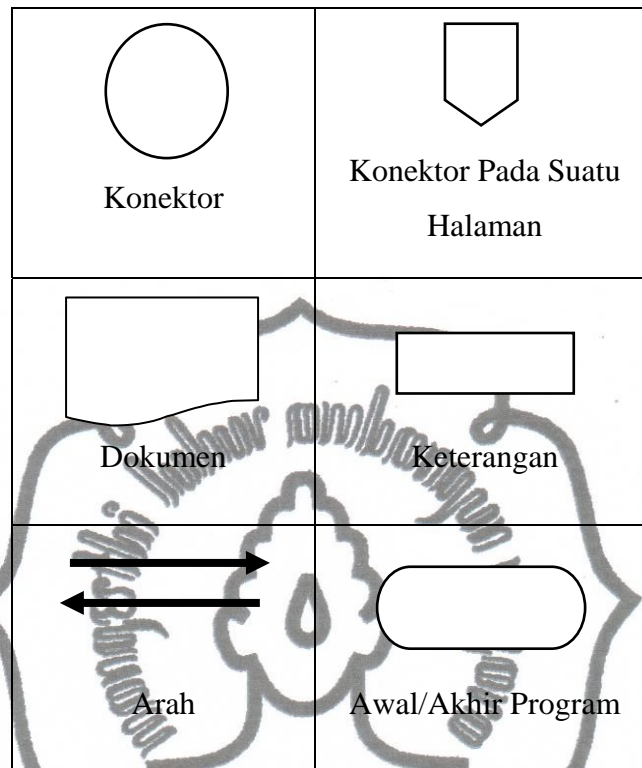 Konektor
Konektor Pada Suatu
Halaman
Dokumen
Keterangan
Arah
Awal/Akhir Program